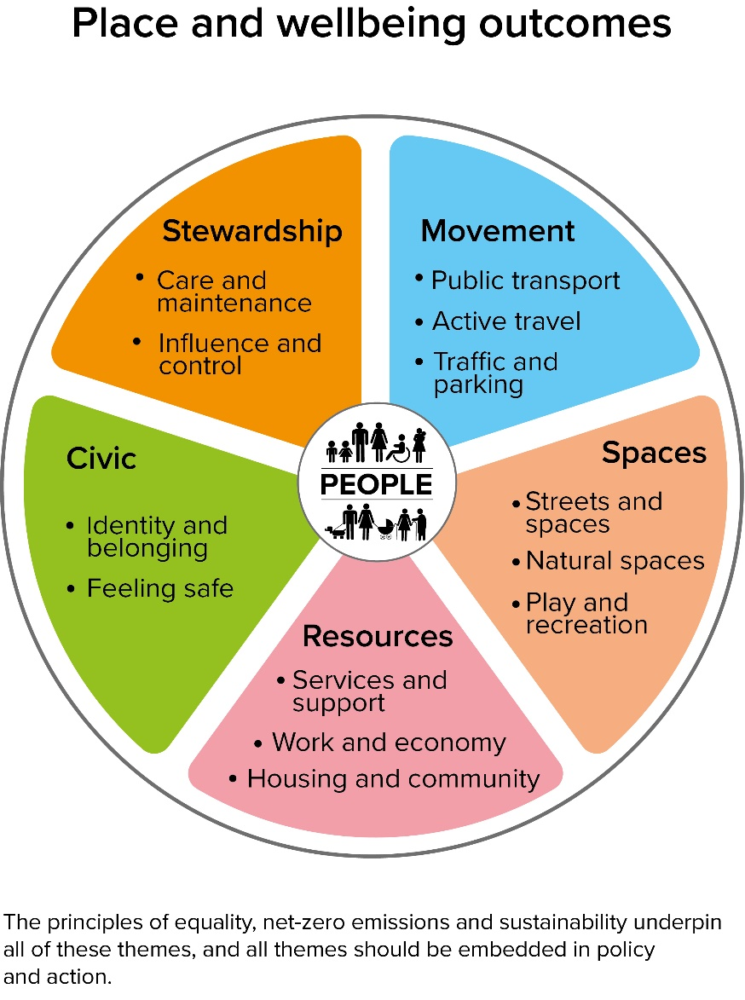 Place and wellbeing outcomes
Stewardship
• Care and
maintenance
• Influence and
control
Movement
• Public transport
• Active travel
• Traffic and
parking
Civic
• Identity and
belonging
• Feeling safe
PEOPLE
Spaces
• Streets and
spaces
• Natural spaces
• Play and
recreation
Resources
• Services and
support
• Work and economy
• Housing and community
The principles of equality, net-zero emissions and sustainability underpin
all of these themes, and all themes should be embedded in policy
and action.